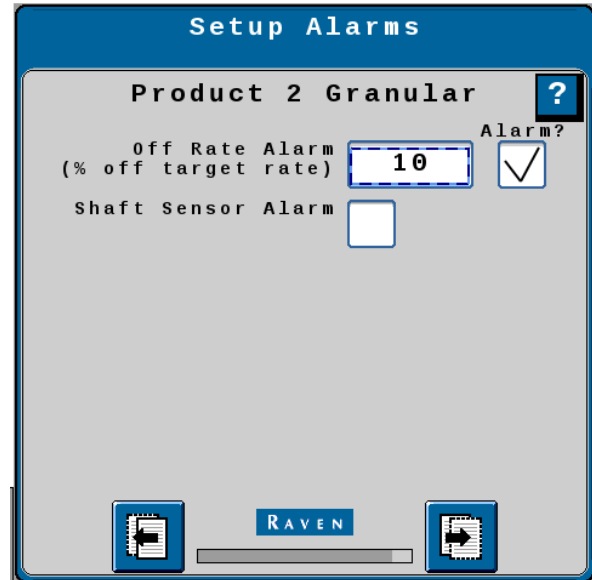 Setup Alarms
Product 2 Granular
?
Alarm?
Off Rate Alarm
(% off target rate)
10
Shaft Sensor Alarm
RAVEN